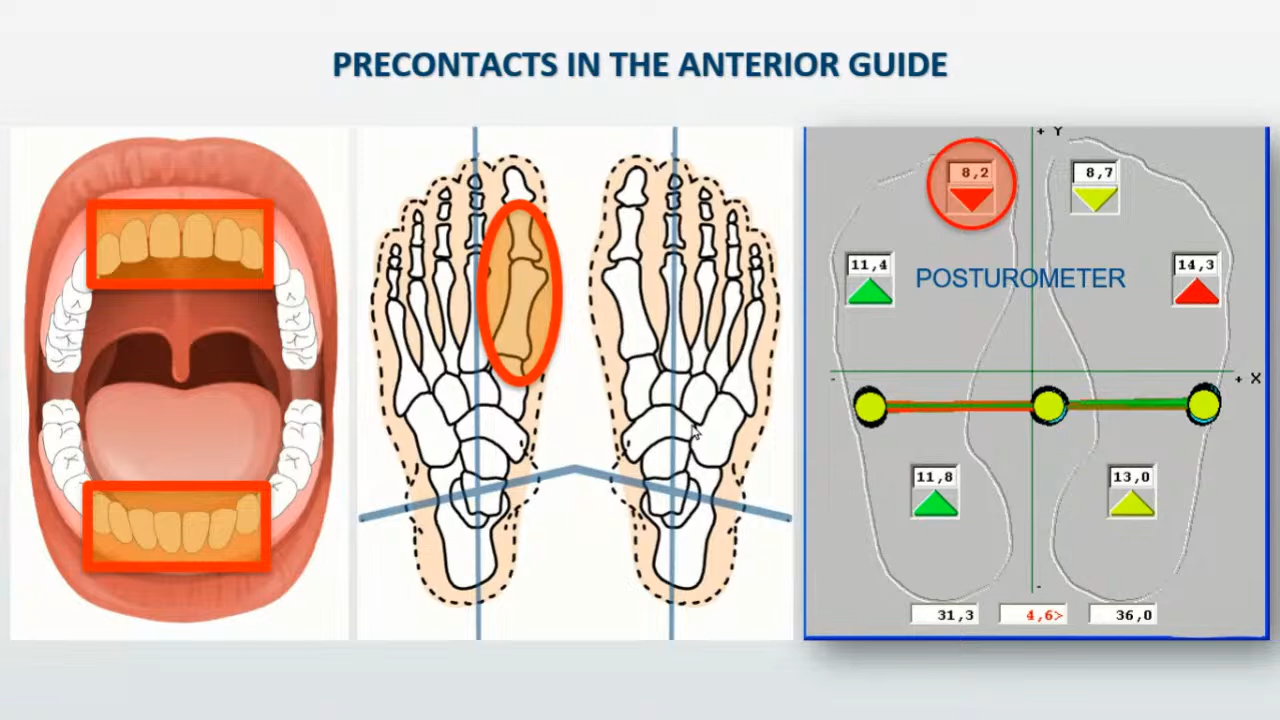 PRECONTACTS IN THE ANTERIOR GUIDE
+ Y
8,2
8,7
11,4
POSTUROMETER
14,3
-
+ X
11,8
13,0
-
31,3
4,6>
36,0